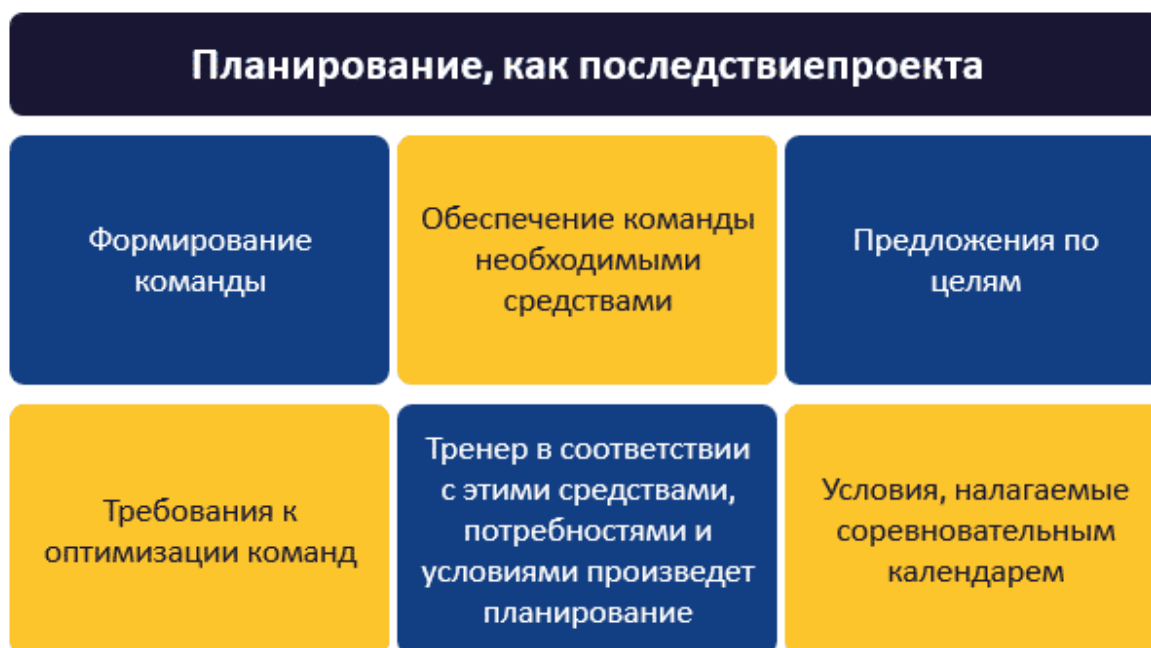 Планирование, как последствиепроекта
Формирование
команды
Обеспечение команды
необходимыми
средствами
Предложения по
целям
Требования к
оптимизации команд
Тренер в соответствии
с этими средствами,
потребностями и
условиями произведет
планирование
Условия, налагаемые
соревновательным
календарем